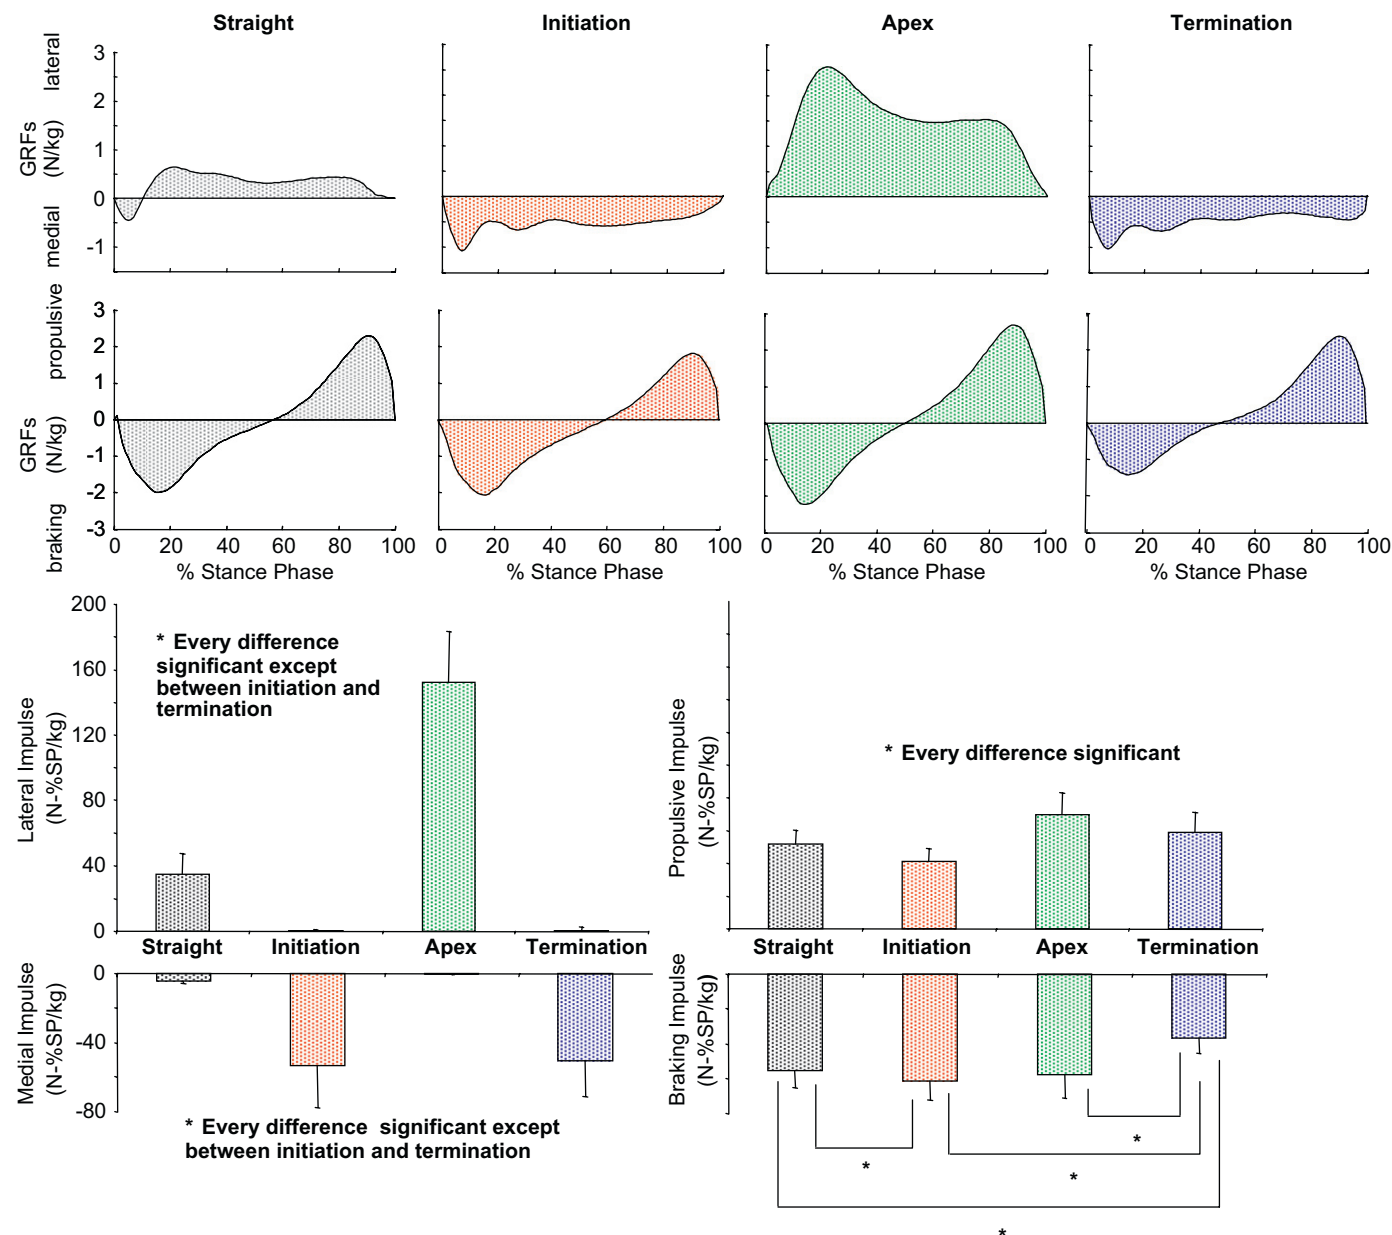 Straight Initiation Apex Termination
lateral
GRFs
(N/kg)
medial
3
2
1
0
-1
propulsive
GRFs
(N/kg)
braking
3
2
1
0
-1
-2
-3
0 20 40 60 80 100
0 20 40 60 80 100
0 20 40 60 80 100
0 20 40 60 80 100
% Stance Phase % Stance Phase % Stance Phase % Stance Phase
Lateral Impulse
(N-%SP/kg)
200
160
120
80
40
0
* Every difference
significant except
between initiation and
termination
Straight Initiation Apex Termination
Medial Impulse
(N-%SP/kg)
0
-40
-80
* Every difference significant except
between initiation and termination
Propulsive Impulse
(N-%SP/kg)
* Every difference significant
Straight Initiation Apex Termination
Braking Impulse
(N-%SP/kg)
*
*
*
*